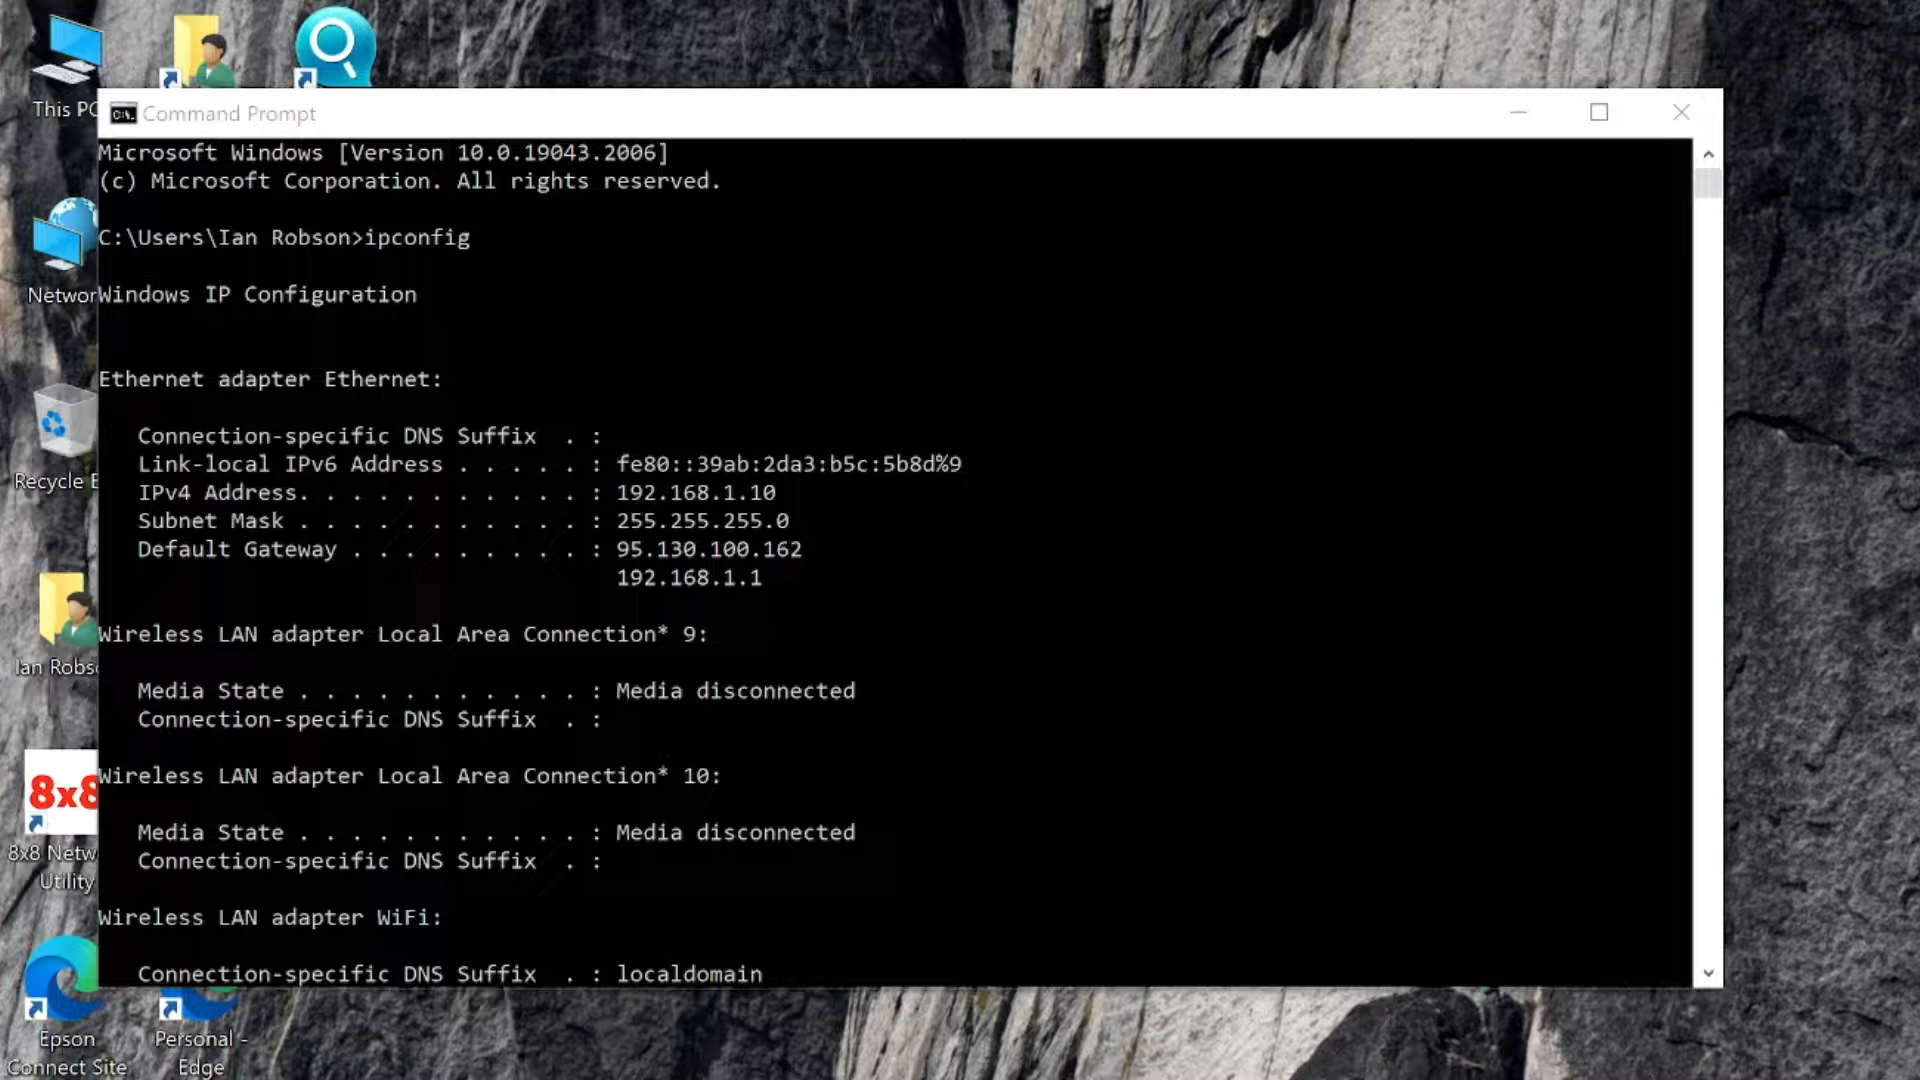 This PC
Command Prompt
Microsoft Windows [Version 10.0.19043.2006]
(c) Microsoft Corporation. All rights reserved.
C:\Users\Ian Robson>ipconfig
Networ
Windows IP Configuration
Ethernet adapter Ethernet:
Connection-specific DNS Suffix  . :
Link-local IPv6 Address . . . . . : fe80::39ab:2da3:b5c:5b8d%9
Recycle B
IPv4 Address. . . . . . . . . . . : 192.168.1.10
Subnet Mask . . . . . . . . . . . : 255.255.255.0
Default Gateway . . . . . . . . . : 95.130.100.162
192.168.1.1
Wireless LAN adapter Local Area Connection* 9:
Ian Robso
Media State . . . . . . . . . . . : Media disconnected
Connection-specific DNS Suffix  . :
Wireless LAN adapter Local Area Connection* 10:
8x8
Media State . . . . . . . . . . . : Media disconnected
8x8 Netw
Utility
Connection-specific DNS Suffix  . :
Wireless LAN adapter WiFi:
Connection-specific DNS Suffix  . : localdomain
Epson
Connect Site
Personal -
Edge